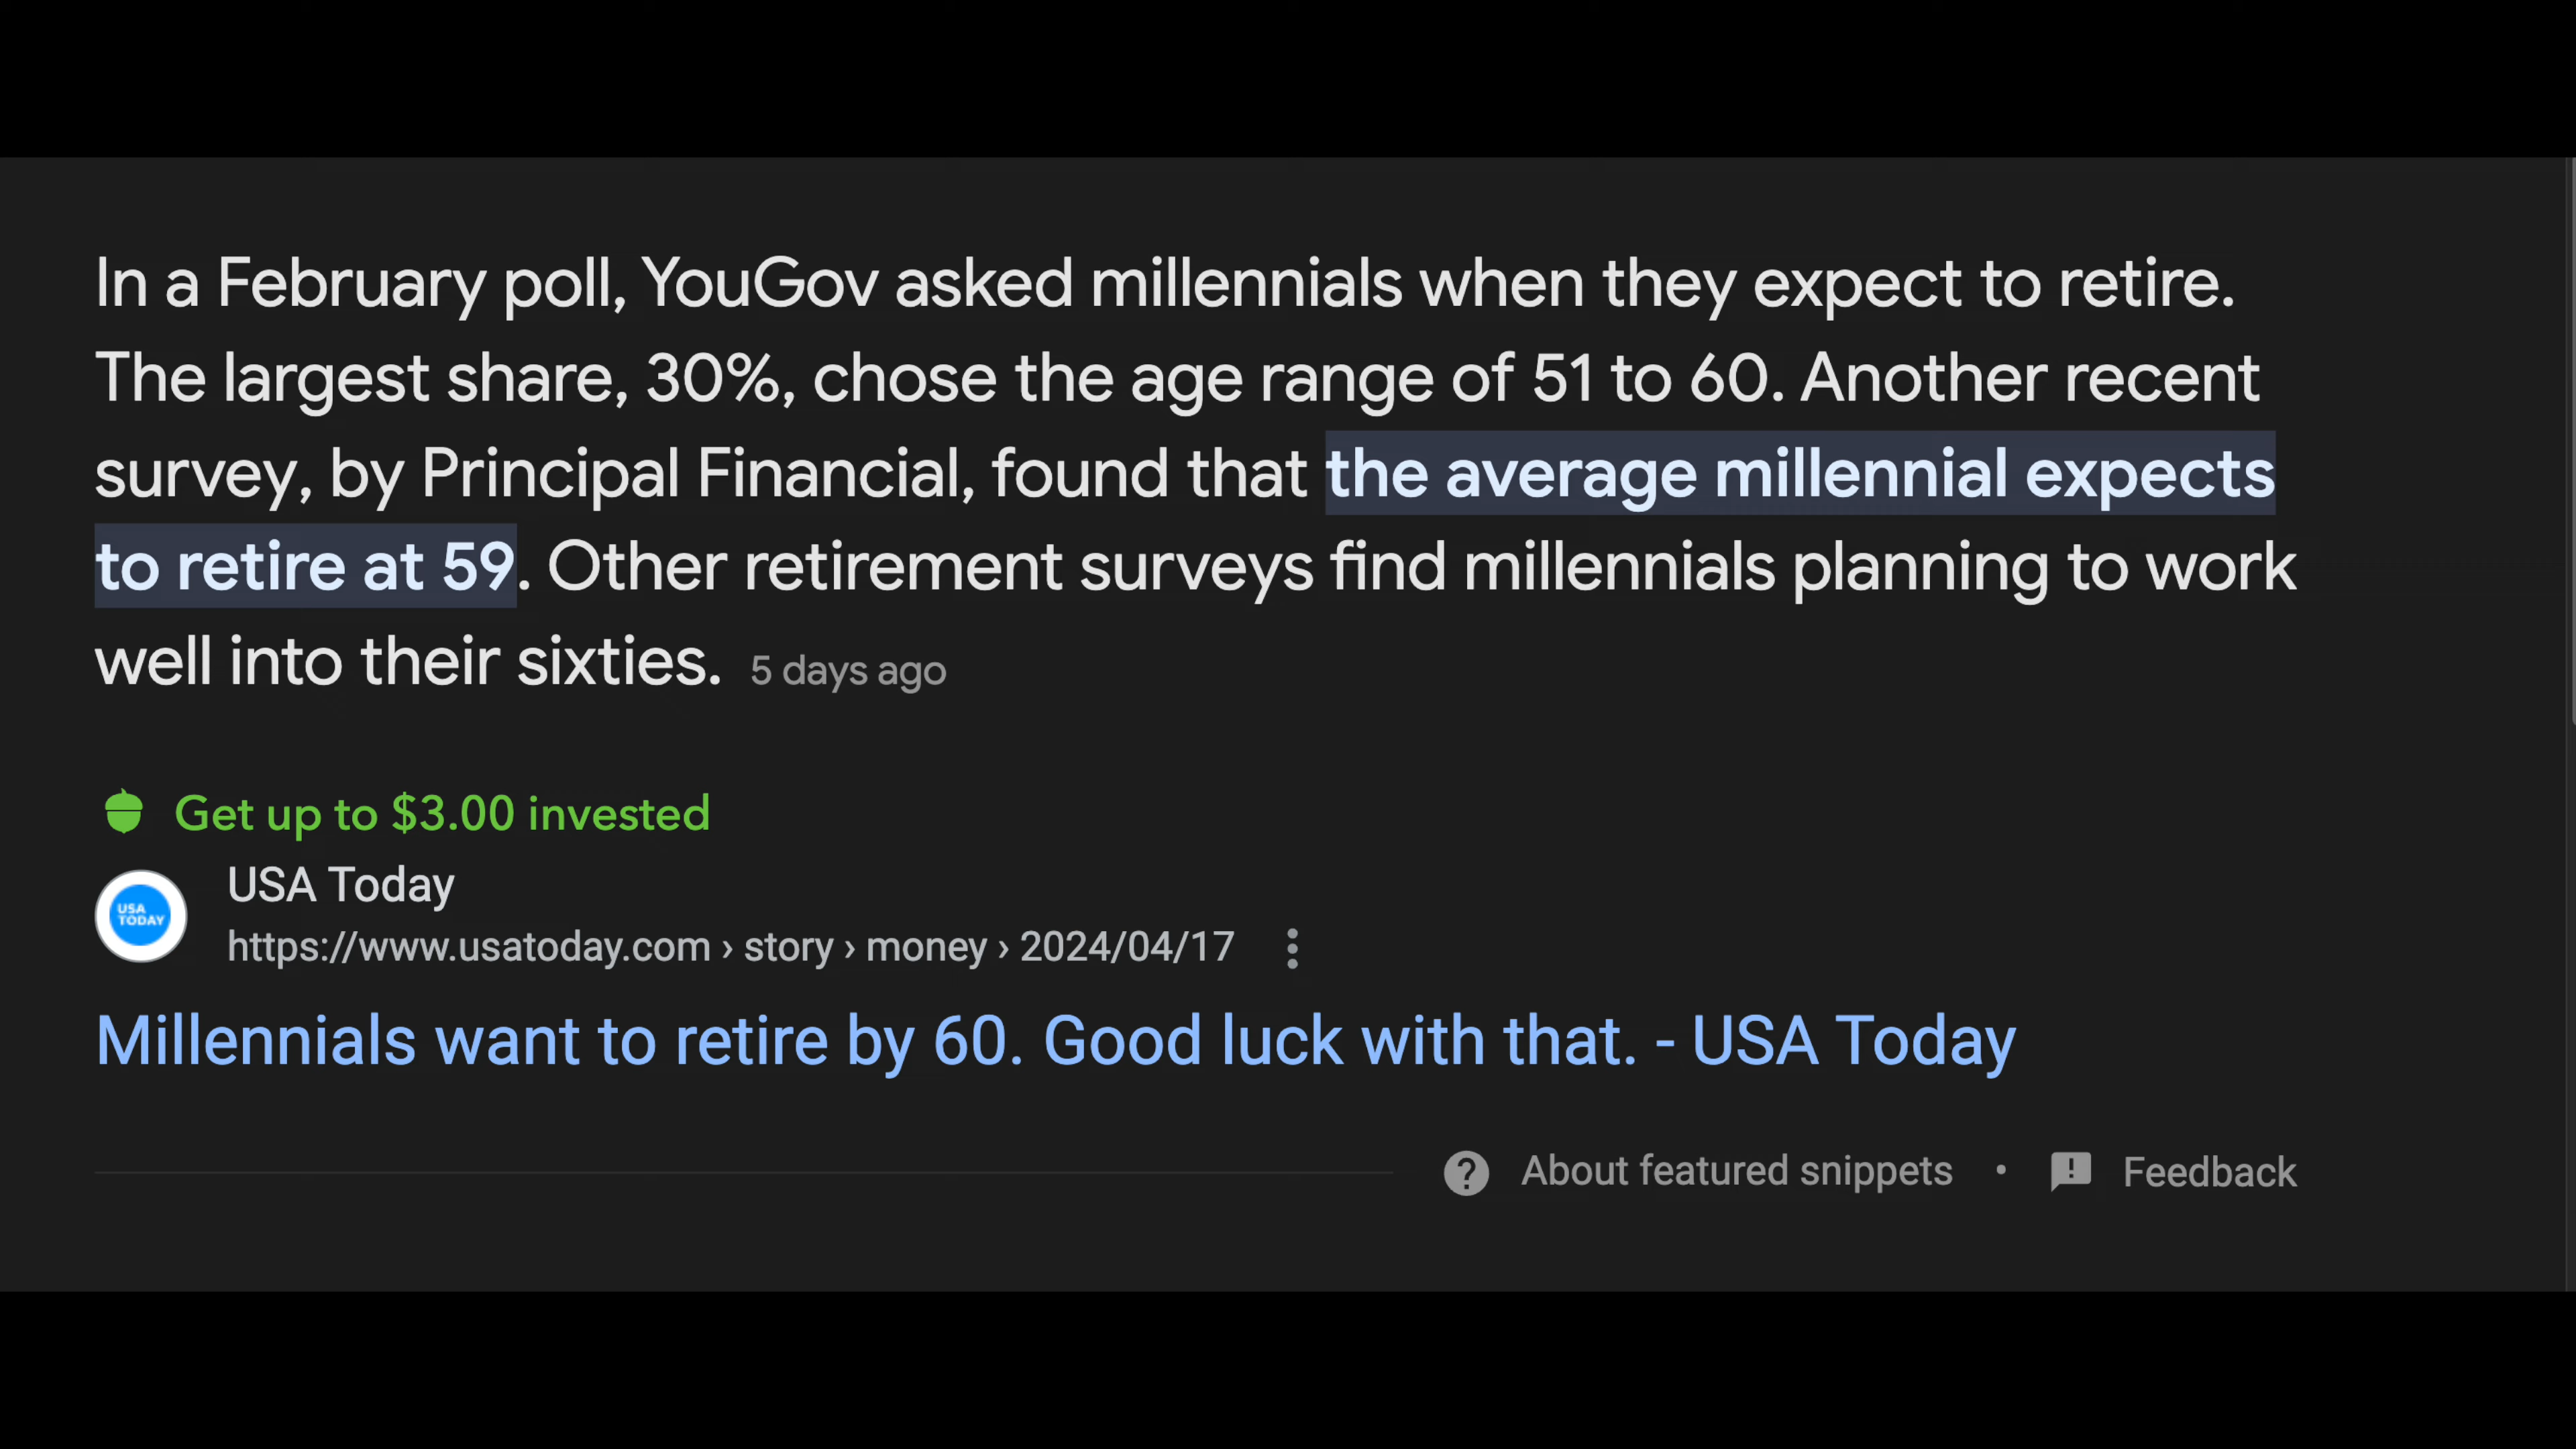 In a February poll, YouGov asked millennials when they expect to retire.
The largest share, 30%, chose the age range of 51 to 60. Another recent
survey, by Principal Financial, found that the average millennial expects
to retire at 59. Other retirement surveys find millennials planning to work
well into their sixties. 5 days ago
Get up to $3.00 invested
USA Today
USA
TODAY
https://www.usatoday.com › story › money › 2024/04/17
Millennials want to retire by 60. Good luck with that. - USA Today
About featured snippets • Feedback